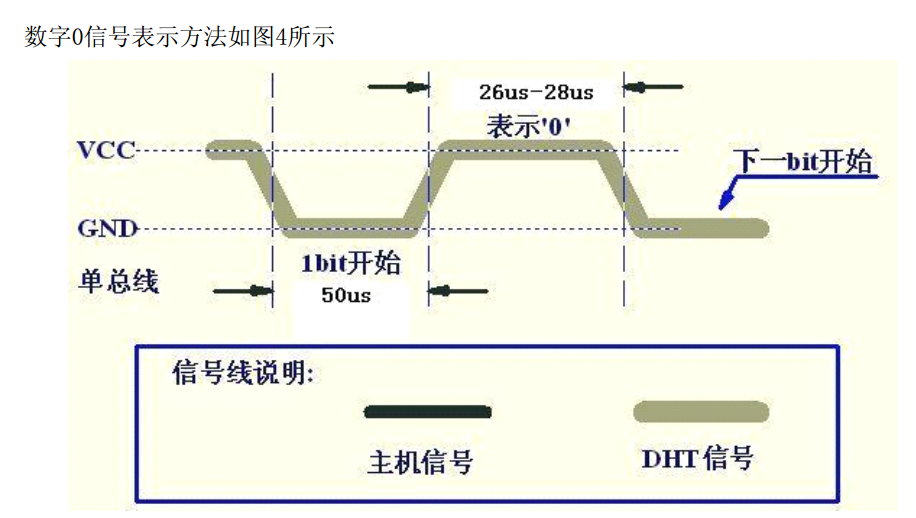 数字0信号表示方法如图4所示
26us-28us
表示'0'
VCC
下一bit开始
GND
1bit开始
单总线
50us
信号线说明:
主机信号
DHT信号